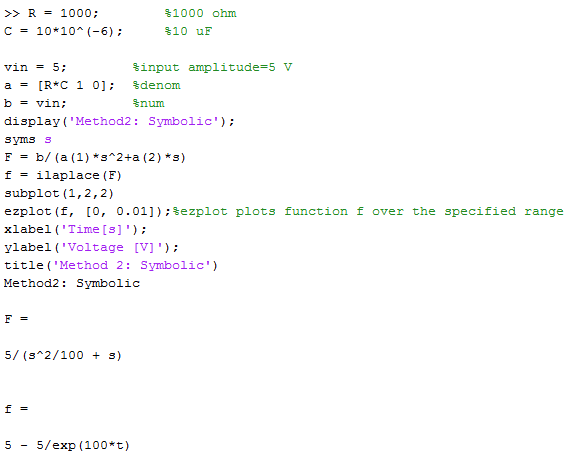 >> R = 1000;        %1000 ohm
C = 10*10^(-6);     %10 uF
vin = 5;        %input amplitude=5 V
a = [R*C 1 0];  %denom
b = vin;        %num
display('Method2: Symbolic');
syms s
F = b/(a(1)*s^2+a(2)*s)
f = ilaplace(F)
subplot(1,2,2)
ezplot(f, [0, 0.01]);%ezplot plots function f over the specified range
xlabel('Time[s]');
ylabel('Voltage [V]');
title('Method 2: Symbolic')
Method2: Symbolic
F =
5/(s^2/100 + s)
f =
5 - 5/exp(100*t)